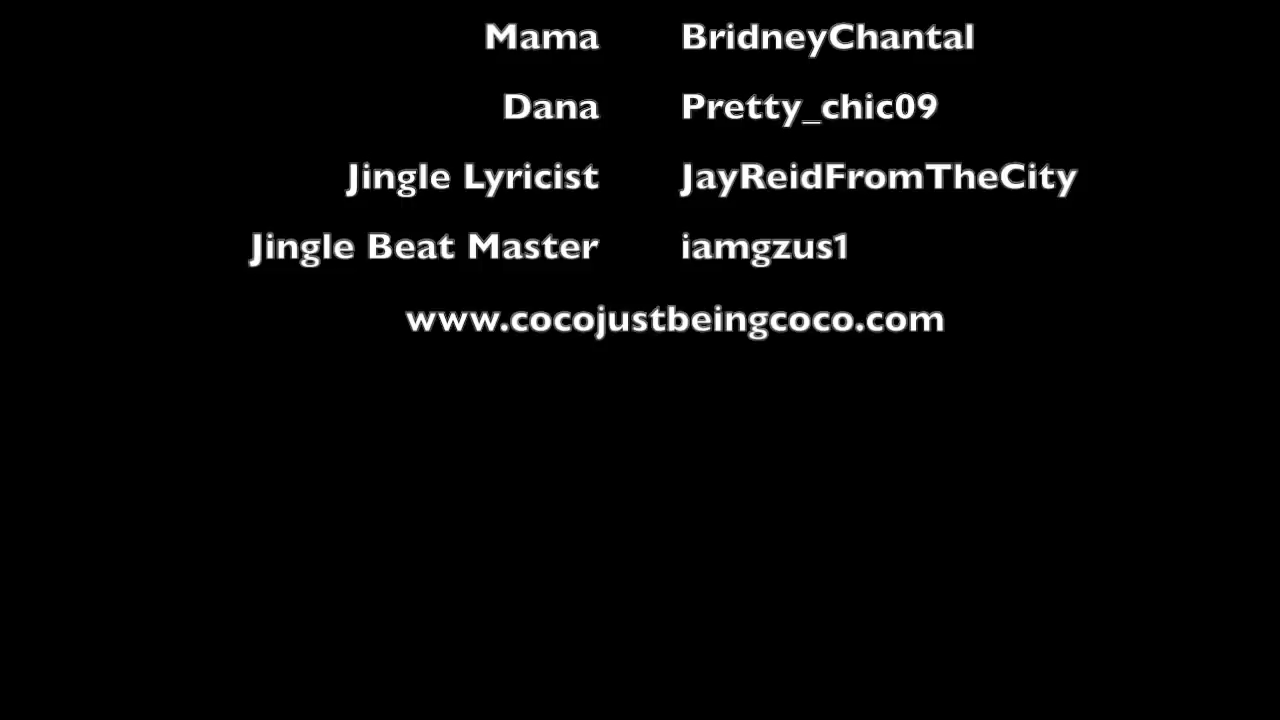 Mama BridneyChantal
Dana Pretty_chic09
Jingle Lyricist JayReidFromTheCity
Jingle Beat Master iamgzus1
www.cocojustbeingcoco.com